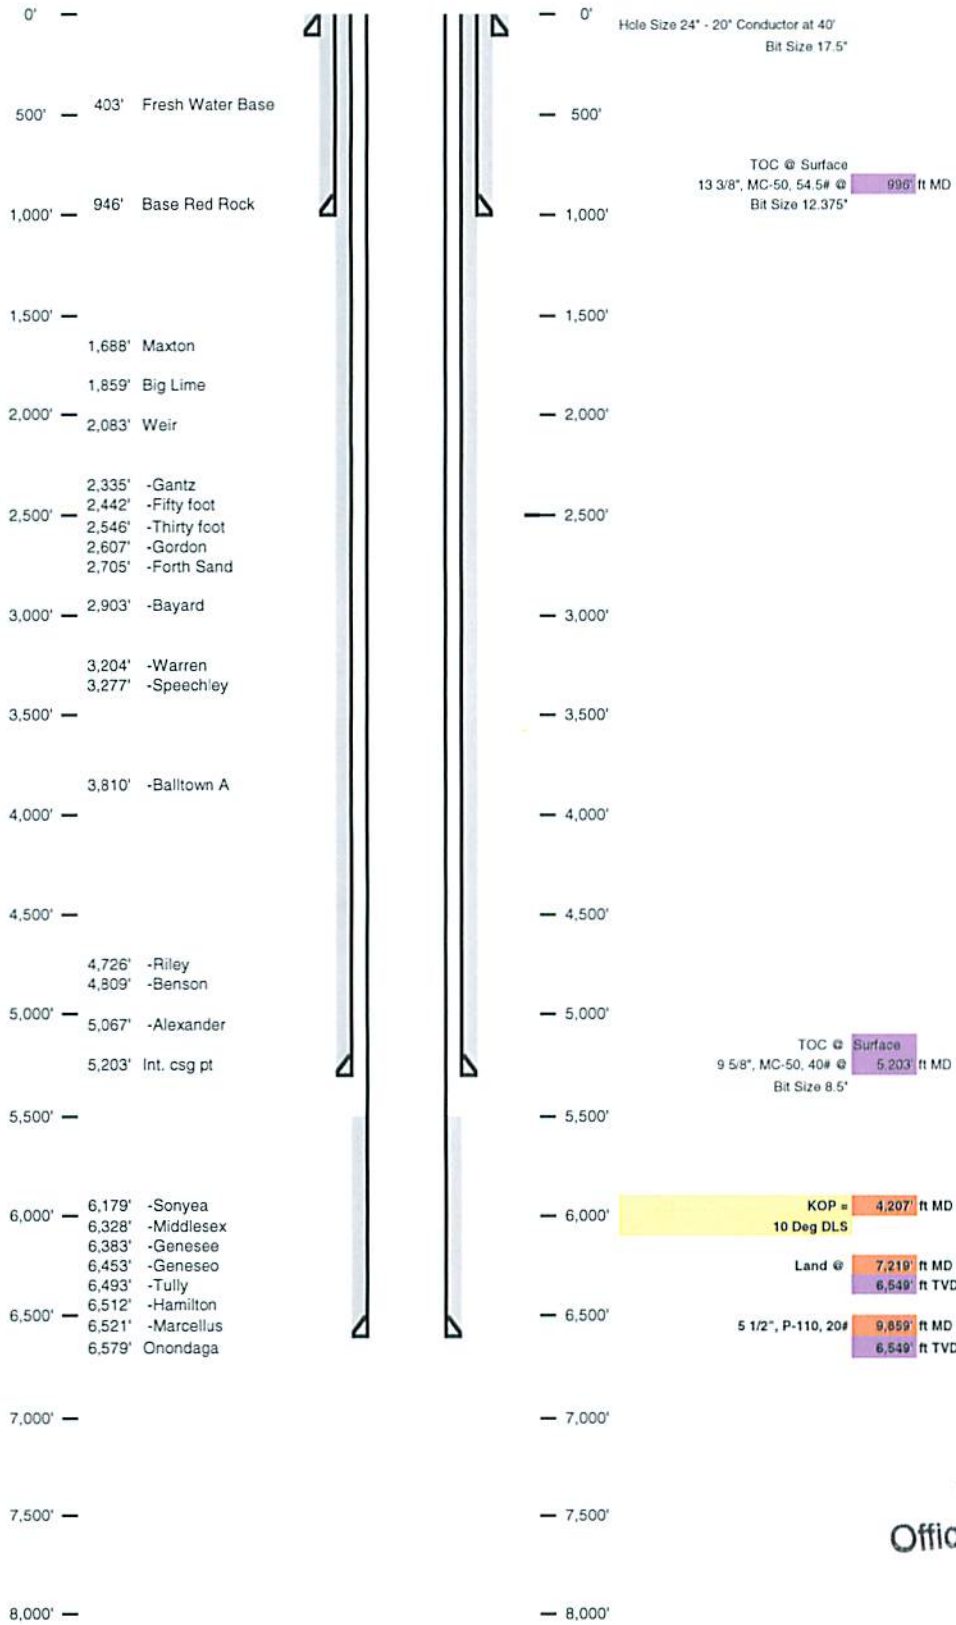 0' 0' Hole Size 24" - 20" Conductor at 40'
Bit Size 17.5"
403' Fresh Water Base
500' 500'
TOC @ Surface
13 3/8", MC-50, 54.5# @ 996' ft MD
946' Base Red Rock Bit Size 12.375"
1,000' 1,000'
1,500' 1,500'
1,688' Maxton
1,859' Big Lime
2,000' 2,000'
2,083' Weir
2,335' -Gantz
2,442' -Fifty foot
2,500' 2,500'
2,546' -Thirty foot
2,607' -Gordon
2,705' -Forth Sand
2,903' -Bayard
3,000' 3,000'
3,204' -Warren
3,277' -Speechley
3,500' 3,500'
3,810' -Balltown A
4,000' 4,000'
4,500' 4,500'
4,726' -Riley
4,809' -Benson
5,000' 5,000'
5,067' -Alexander
TOC @ Surface
5,203' Int. csg pt 9 5/8", MC-50, 40# @ 5,203' ft MD
Bit Size 8.5"
5,500' 5,500'
6,179' -Sonyea KOP = 4,207' ft MD
6,000' 6,000'
6,328' -Middlesex 10 Deg DLS
6,383' -Genesee
6,453' -Geneseo Land @ 7,219' ft MD
6,493' -Tully 6,549' ft TVD
6,512' -Hamilton
6,500' 6,500'
6,521' -Marcellus 5 1/2", P-110, 20# 9,859' ft MD
6,579' Onondaga 6,549' ft TVD
7,000' 7,000'
7,500' 7,500'
Offic
8,000' 8,000'